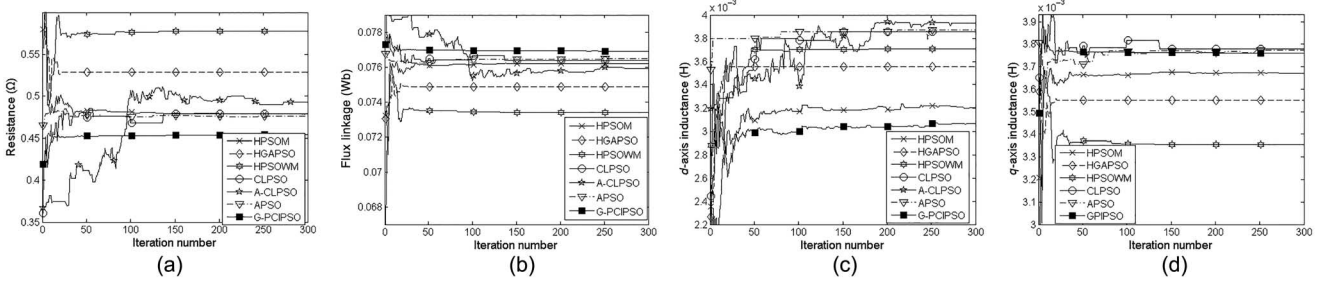 Resistance (Ω)
0.55
0.5
0.45
0.4
0.35
0 50 100 150 200 250 300
Iteration number
HPSOM
HGAPSO
HPSOWM
CLPSO
A-CLPSO
APSO
G-PCIPSO
(a)
Flux linkage (Wb)
0.078
0.076
0.074
0.072
0.07
0.068
0 50 100 150 200 250 300
Iteration number
HPSOM
HGAPSO
HPSOWM
CLPSO
A-CLPSO
APSO
G-PCIPSO
(b)
x 10⁻³
d-axis inductance (H)
4
3.8
3.6
3.4
3.2
3
2.8
2.6
2.4
2.2
0 50 100 150 200 250 300
Iteration number
HPSOM
HGAPSO
HPSOWM
CLPSO
A-CLPSO
APSO
G-PCIPSO
(c)
x 10⁻³
q-axis inductance (H)
3.9
3.8
3.7
3.6
3.5
3.4
3.3
3.2
3.1
3
0 50 100 150 200 250 300
Iteration number
HPSOM
HGAPSO
HPSOWM
CLPSO
APSO
GPIPSO
(d)